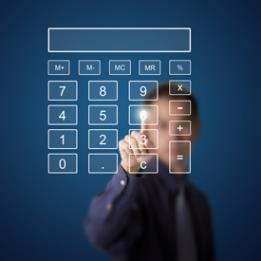 M+ M- MC MR %
7 8 9 x
4 5 -
1 2 3 +
0 . C =